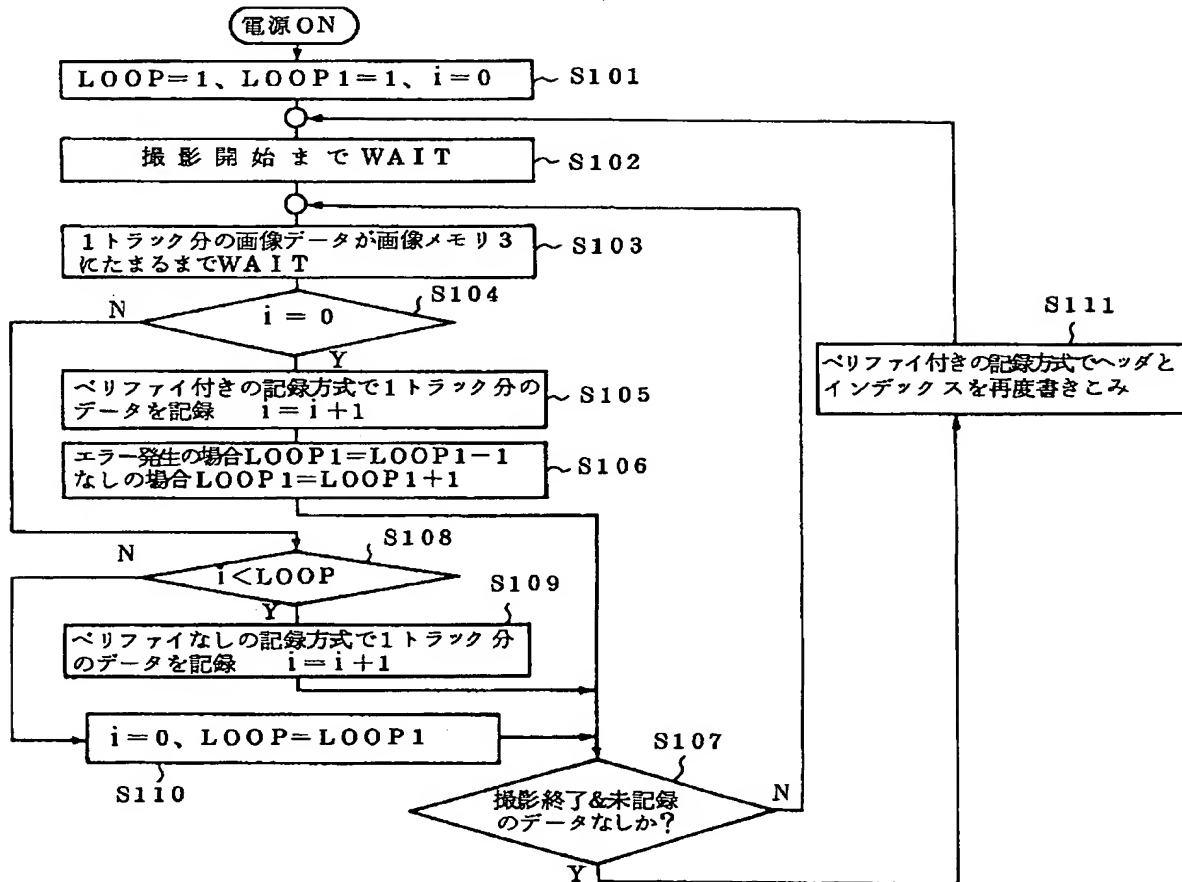 電源ON
LOOP=1、LOOP1=1、i=0
S101
撮影開始までWAIT
S102
1トラック分の画像データが画像メモリ3
にたまるまでWAIT
S103
S104
N
i = 0
Y
S111
ベリファイ付きの記録方式でヘッダと
インデックスを再度書きこみ
ベリファイ付きの記録方式で1トラック分の
データを記録 i=i+1
S105
エラー発生の場合LOOP1=LOOP1-1
なしの場合LOOP1=LOOP1+1
S106
S108
N
i<LOOP
Y
S109
ベリファイなしの記録方式で1トラック分
のデータを記録 i=i+1
i=0、LOOP=LOOP1
S110
S107
撮影終了&未記録
のデータなしか?
N
Y